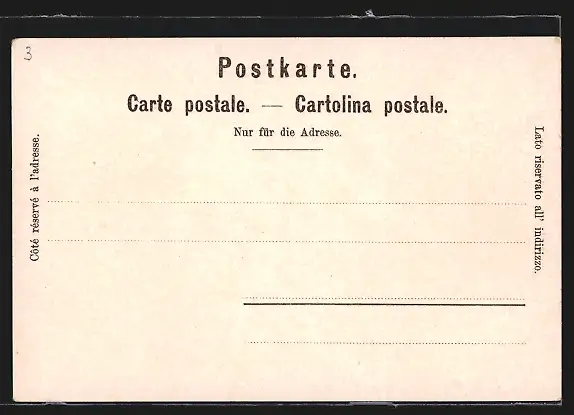 3
Postkarte.
Carte postale. — Cartolina postale.
Nur für die Adresse.
Côté réservé à l'adresse.
Lato riservato all' indirizzo.